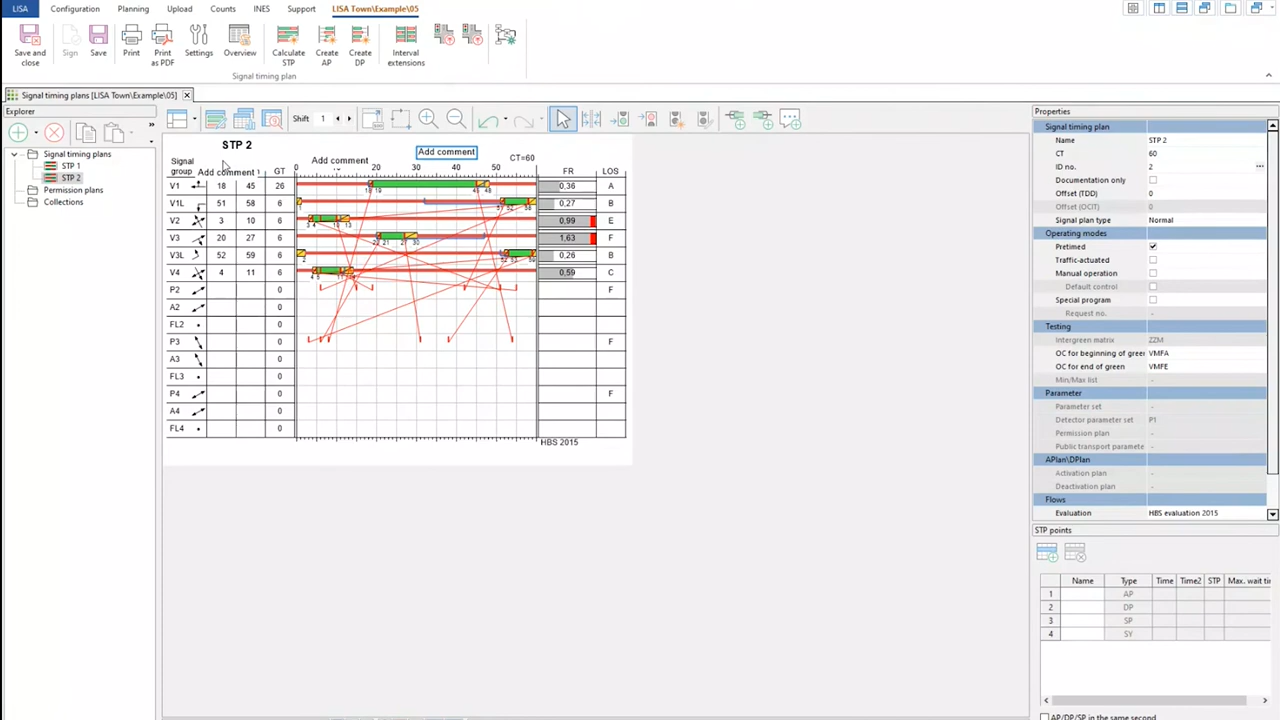 LISA Configuration Planning Upload Counts INES Support LISA Town\Example\05
Save and close
Sign
Save
Print
Print as PDF
Settings
Overview
Calculate STP
Create AP
Create DP
Interval extensions
Signal timing plan
Signal timing plans [LISA Town\Example\05]
Explorer
Signal timing plans
STP 1
STP 2
Permission plans
Collections
Shift 1
STP 2
Add comment
Add comment
Add comment
CT=60
Signal group GT 0 20 30 40 50 FR LOS
V1 18 45 26 0,36 A
V1L 51 58 6 0,27 B
V2 3 10 6 0,99 E
V3 20 27 6 1,63 F
V3L 52 59 6 0,26 B
V4 4 11 6 0,59 C
P2 0 F
A2 0
FL2 0
P3 0 F
A3 0
FL3 0
P4 0 F
A4 0
FL4 0
HBS 2015
Properties
Signal timing plan
Name STP 2
CT 60
ID no. 2
Documentation only
Offset (TDD) 0
Offset (OCIT) 0
Signal plan type Normal
Operating modes
Pretimed
Traffic-actuated
Manual operation
Default control
Special program
Request no. -
Testing
Intergreen matrix ZZM
OC for beginning of green VMFA
OC for end of green VMFE
Min/Max list -
Parameter
Parameter set -
Detector parameter set P1
Permission plan -
Public transport parameter -
APlan\DPlan
Activation plan -
Deactivation plan -
Flows
Evaluation HBS evaluation 2015
STP points
Name Type Time Time2 STP Max. wait ti
1 AP
2 DP
3 SP
4 SY
AP/DP/SP in the same second